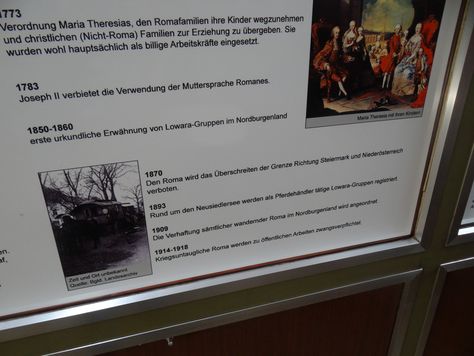 1773
Verordnung Maria Theresias, den Romafamilien ihre Kinder wegzunehmen
und christlichen (Nicht-Roma) Familien zur Erziehung zu übergeben. Sie
wurden wohl hauptsächlich als billige Arbeitskräfte eingesetzt.
Maria Theresia mit ihren Kindern
1783
Joseph II verbietet die Verwendung der Muttersprache Romanes.
1850-1860
erste urkundliche Erwähnung von Lowara-Gruppen im Nordburgenland
1870
Den Roma wird das Überschreiten der Grenze Richtung Steiermark und Niederösterreich
verboten.
1893
Rund um den Neusiedlersee werden als Pferdehändler tätige Lowara-Gruppen registriert.
1909
Die Verhaftung sämtlicher wandernder Roma im Nordburgenland wird angeordnet.
1914-1918
Kriegsuntaugliche Roma werden zu öffentlichen Arbeiten zwangsverpflichtet.
Zeit und Ort unbekannt
Quelle: Bgld. Landesarchiv